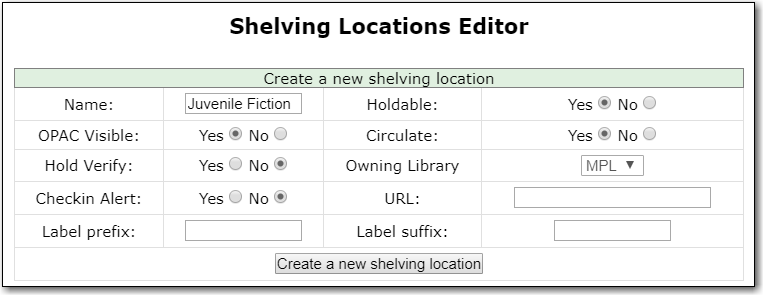 Shelving Locations Editor
Create a new shelving location
Name: Juvenile Fiction Holdable: Yes No
OPAC Visible: Yes No Circulate: Yes No
Hold Verify: Yes No Owning Library MPL
Checkin Alert: Yes No URL:
Label prefix: Label suffix:
Create a new shelving location